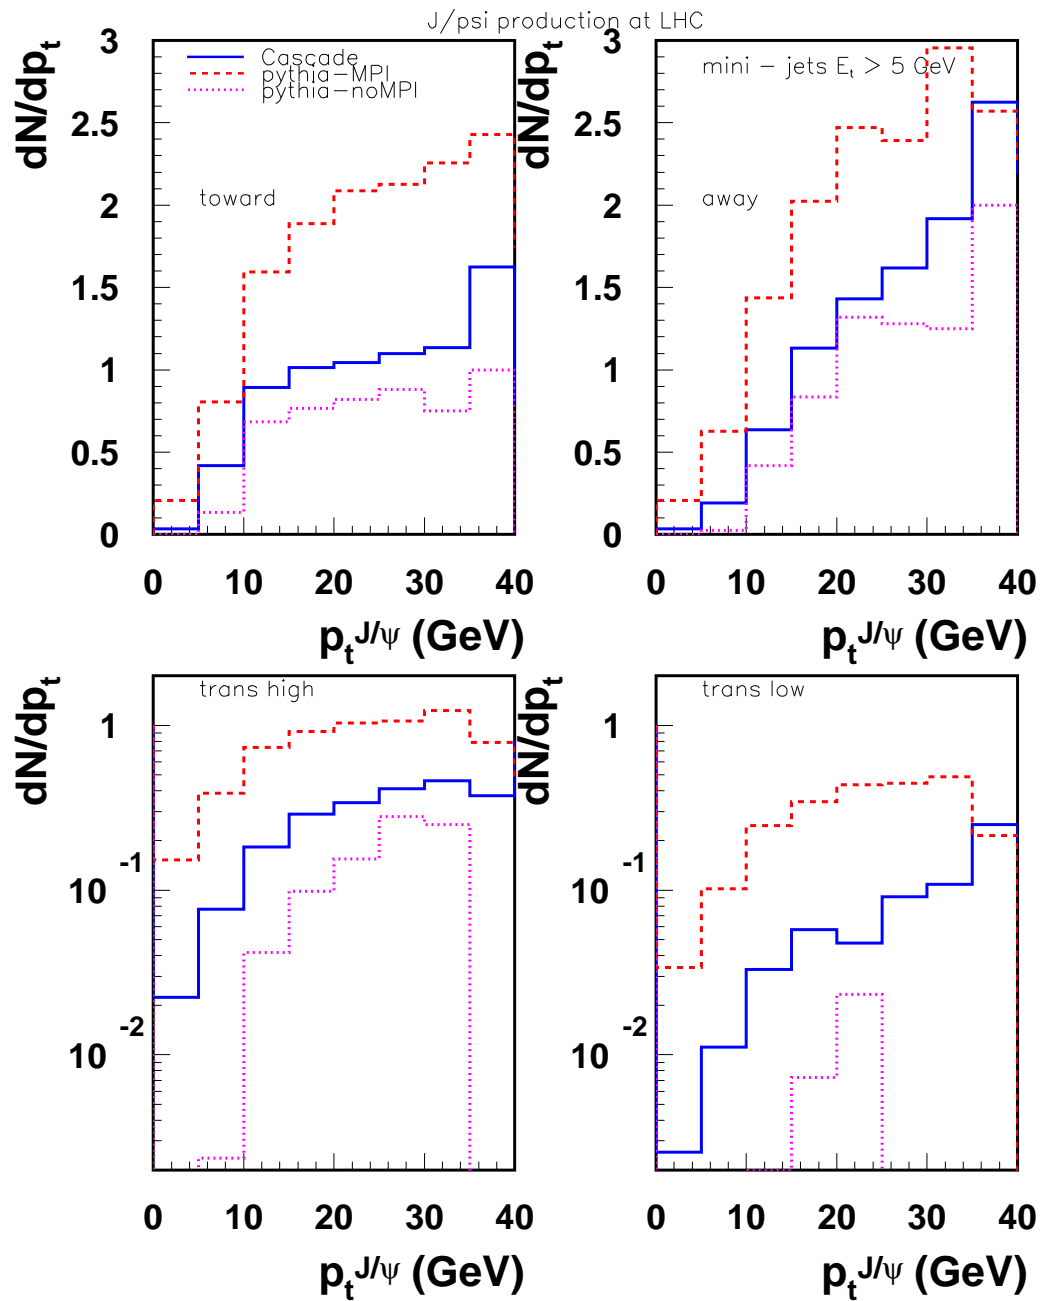 J/psi production at LHC
dN/dp_t
3
2.5
2
1.5
1
0.5
0
Cascade
pythia-MPI
pythia-noMPI
toward
0 10 20 30 40
p_t^J/ψ (GeV)
dN/dp_t
3
2.5
2
1.5
1
0.5
0
mini - jets E_t > 5 GeV
away
0 10 20 30 40
p_t^J/ψ (GeV)
dN/dp_t
1
10^-1
10^-2
trans high
0 10 20 30 40
p_t^J/ψ (GeV)
dN/dp_t
1
10^-1
10^-2
trans low
0 10 20 30 40
p_t^J/ψ (GeV)